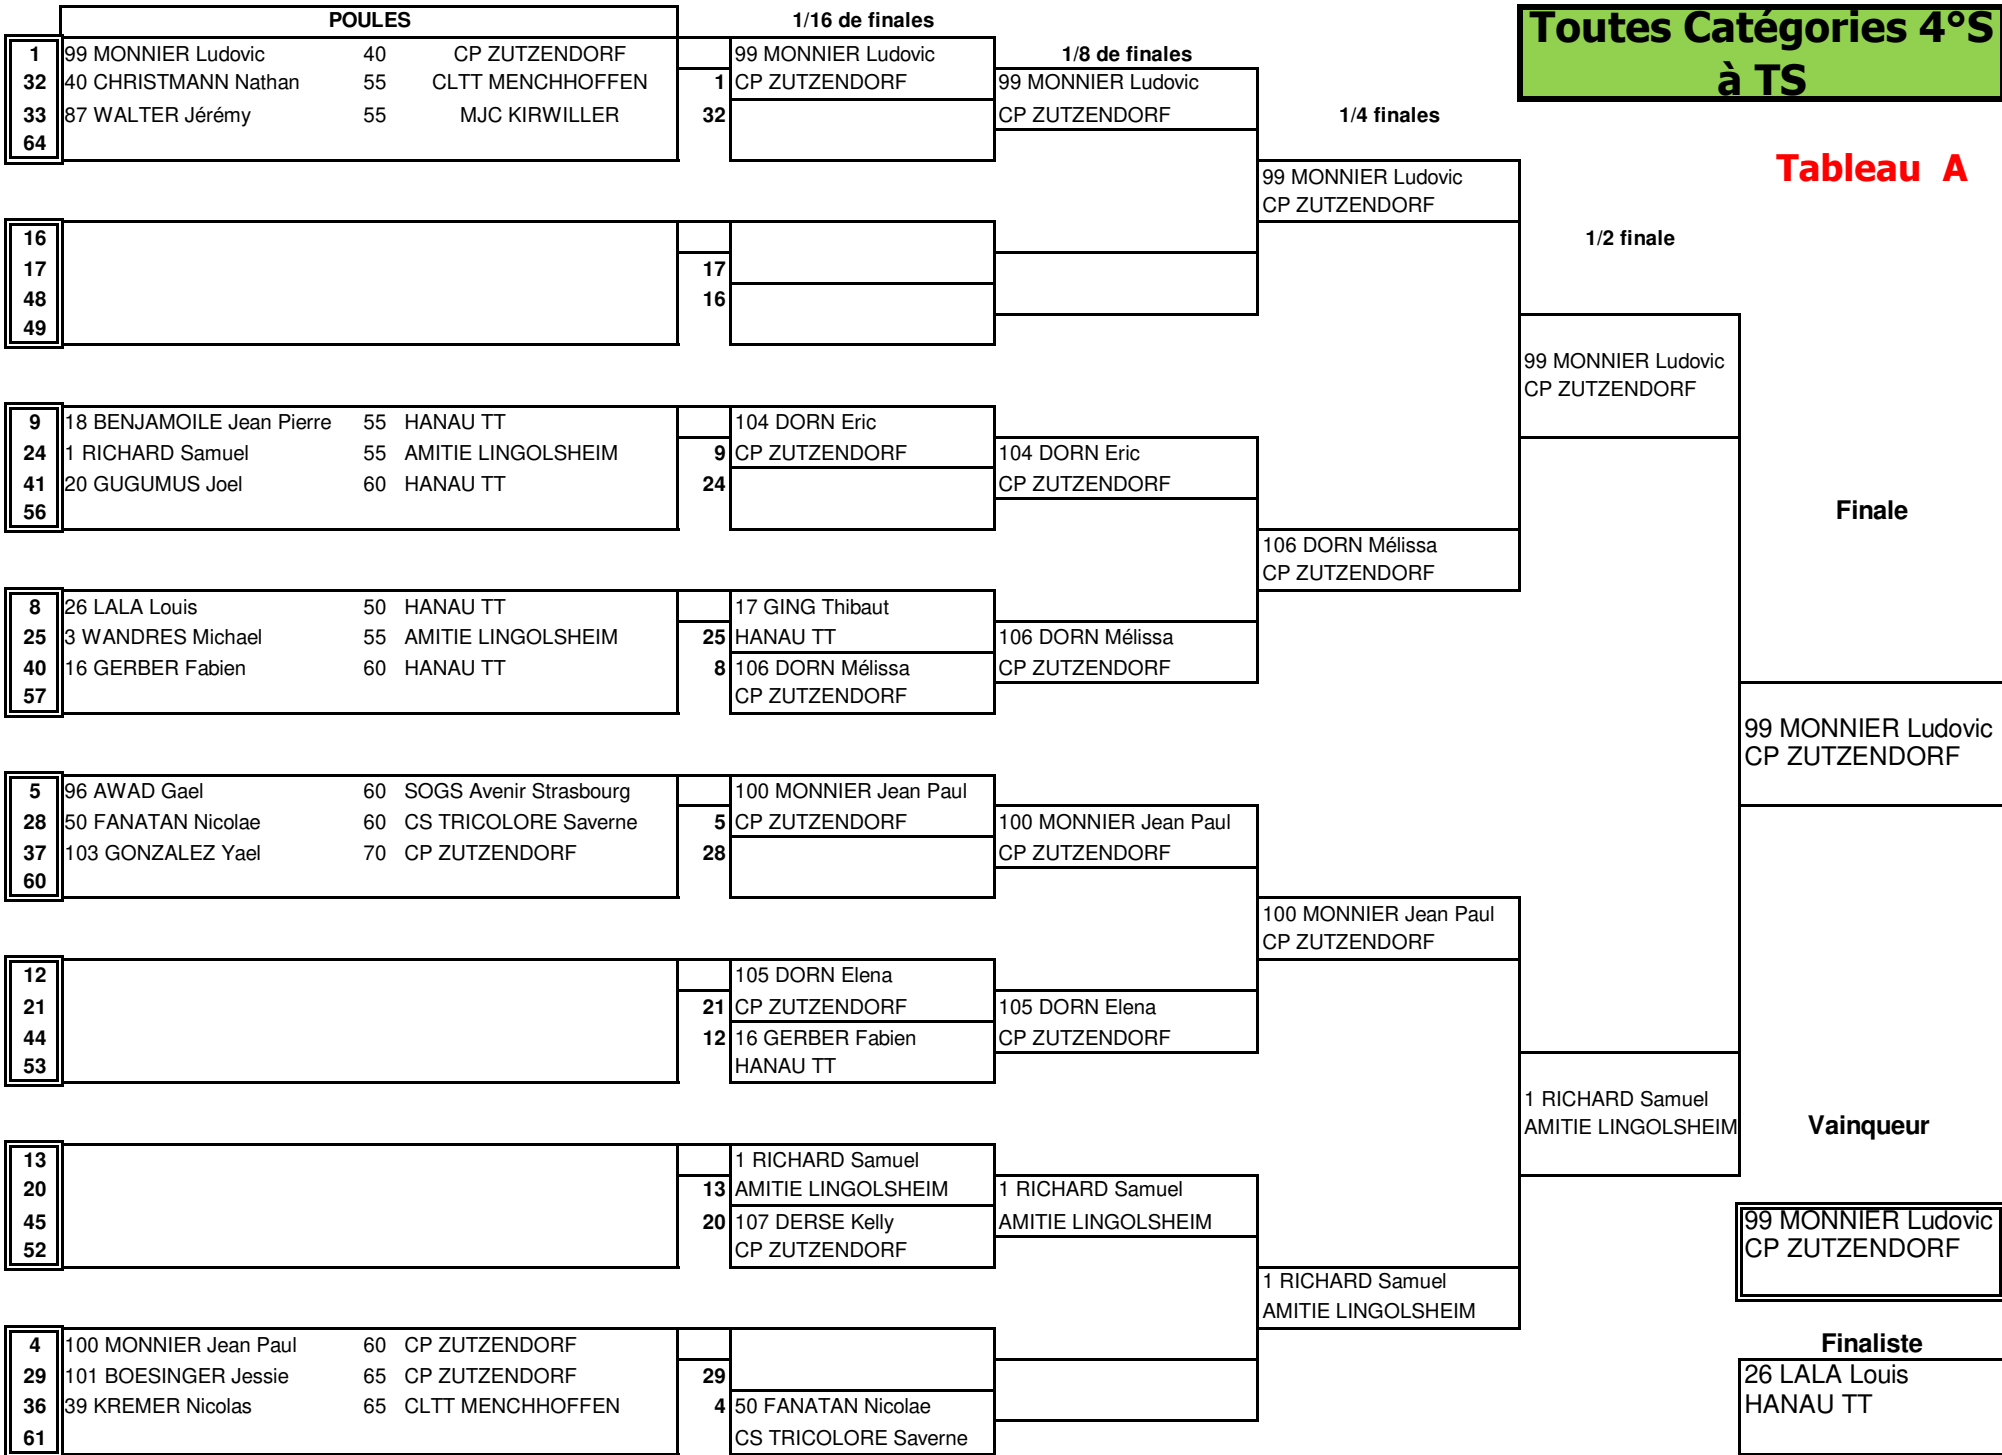 POULES
1/16 de finales
Toutes Catégories 4°S
à TS
1 99 MONNIER Ludovic 40 CP ZUTZENDORF
99 MONNIER Ludovic
1/8 de finales
32 40 CHRISTMANN Nathan 55 CLTT MENCHHOFFEN
1 CP ZUTZENDORF
99 MONNIER Ludovic
33 87 WALTER Jérémy 55 MJC KIRWILLER
32
CP ZUTZENDORF
1/4 finales
64
Tableau A
99 MONNIER Ludovic
CP ZUTZENDORF
16
1/2 finale
17
17
48
16
49
99 MONNIER Ludovic
CP ZUTZENDORF
9 18 BENJAMOILE Jean Pierre 55 HANAU TT
104 DORN Eric
24 1 RICHARD Samuel 55 AMITIE LINGOLSHEIM
9 CP ZUTZENDORF
104 DORN Eric
41 20 GUGUMUS Joel 60 HANAU TT
24
CP ZUTZENDORF
56
Finale
106 DORN Mélissa
CP ZUTZENDORF
8 26 LALA Louis 50 HANAU TT
17 GING Thibaut
25 3 WANDRES Michael 55 AMITIE LINGOLSHEIM
25 HANAU TT
106 DORN Mélissa
40 16 GERBER Fabien 60 HANAU TT
8 106 DORN Mélissa
CP ZUTZENDORF
57
CP ZUTZENDORF
99 MONNIER Ludovic
CP ZUTZENDORF
5 96 AWAD Gael 60 SOGS Avenir Strasbourg
100 MONNIER Jean Paul
28 50 FANATAN Nicolae 60 CS TRICOLORE Saverne
5 CP ZUTZENDORF
100 MONNIER Jean Paul
37 103 GONZALEZ Yael 70 CP ZUTZENDORF
28
CP ZUTZENDORF
60
100 MONNIER Jean Paul
CP ZUTZENDORF
12
105 DORN Elena
21
21 CP ZUTZENDORF
105 DORN Elena
44
12 16 GERBER Fabien
CP ZUTZENDORF
53
HANAU TT
1 RICHARD Samuel
AMITIE LINGOLSHEIM
Vainqueur
13
1 RICHARD Samuel
20
13 AMITIE LINGOLSHEIM
1 RICHARD Samuel
45
20 107 DERSE Kelly
AMITIE LINGOLSHEIM
99 MONNIER Ludovic
52
CP ZUTZENDORF
CP ZUTZENDORF
1 RICHARD Samuel
AMITIE LINGOLSHEIM
4 100 MONNIER Jean Paul 60 CP ZUTZENDORF
Finaliste
29 101 BOESINGER Jessie 65 CP ZUTZENDORF
29
26 LALA Louis
36 39 KREMER Nicolas 65 CLTT MENCHHOFFEN
4 50 FANATAN Nicolae
HANAU TT
61
CS TRICOLORE Saverne